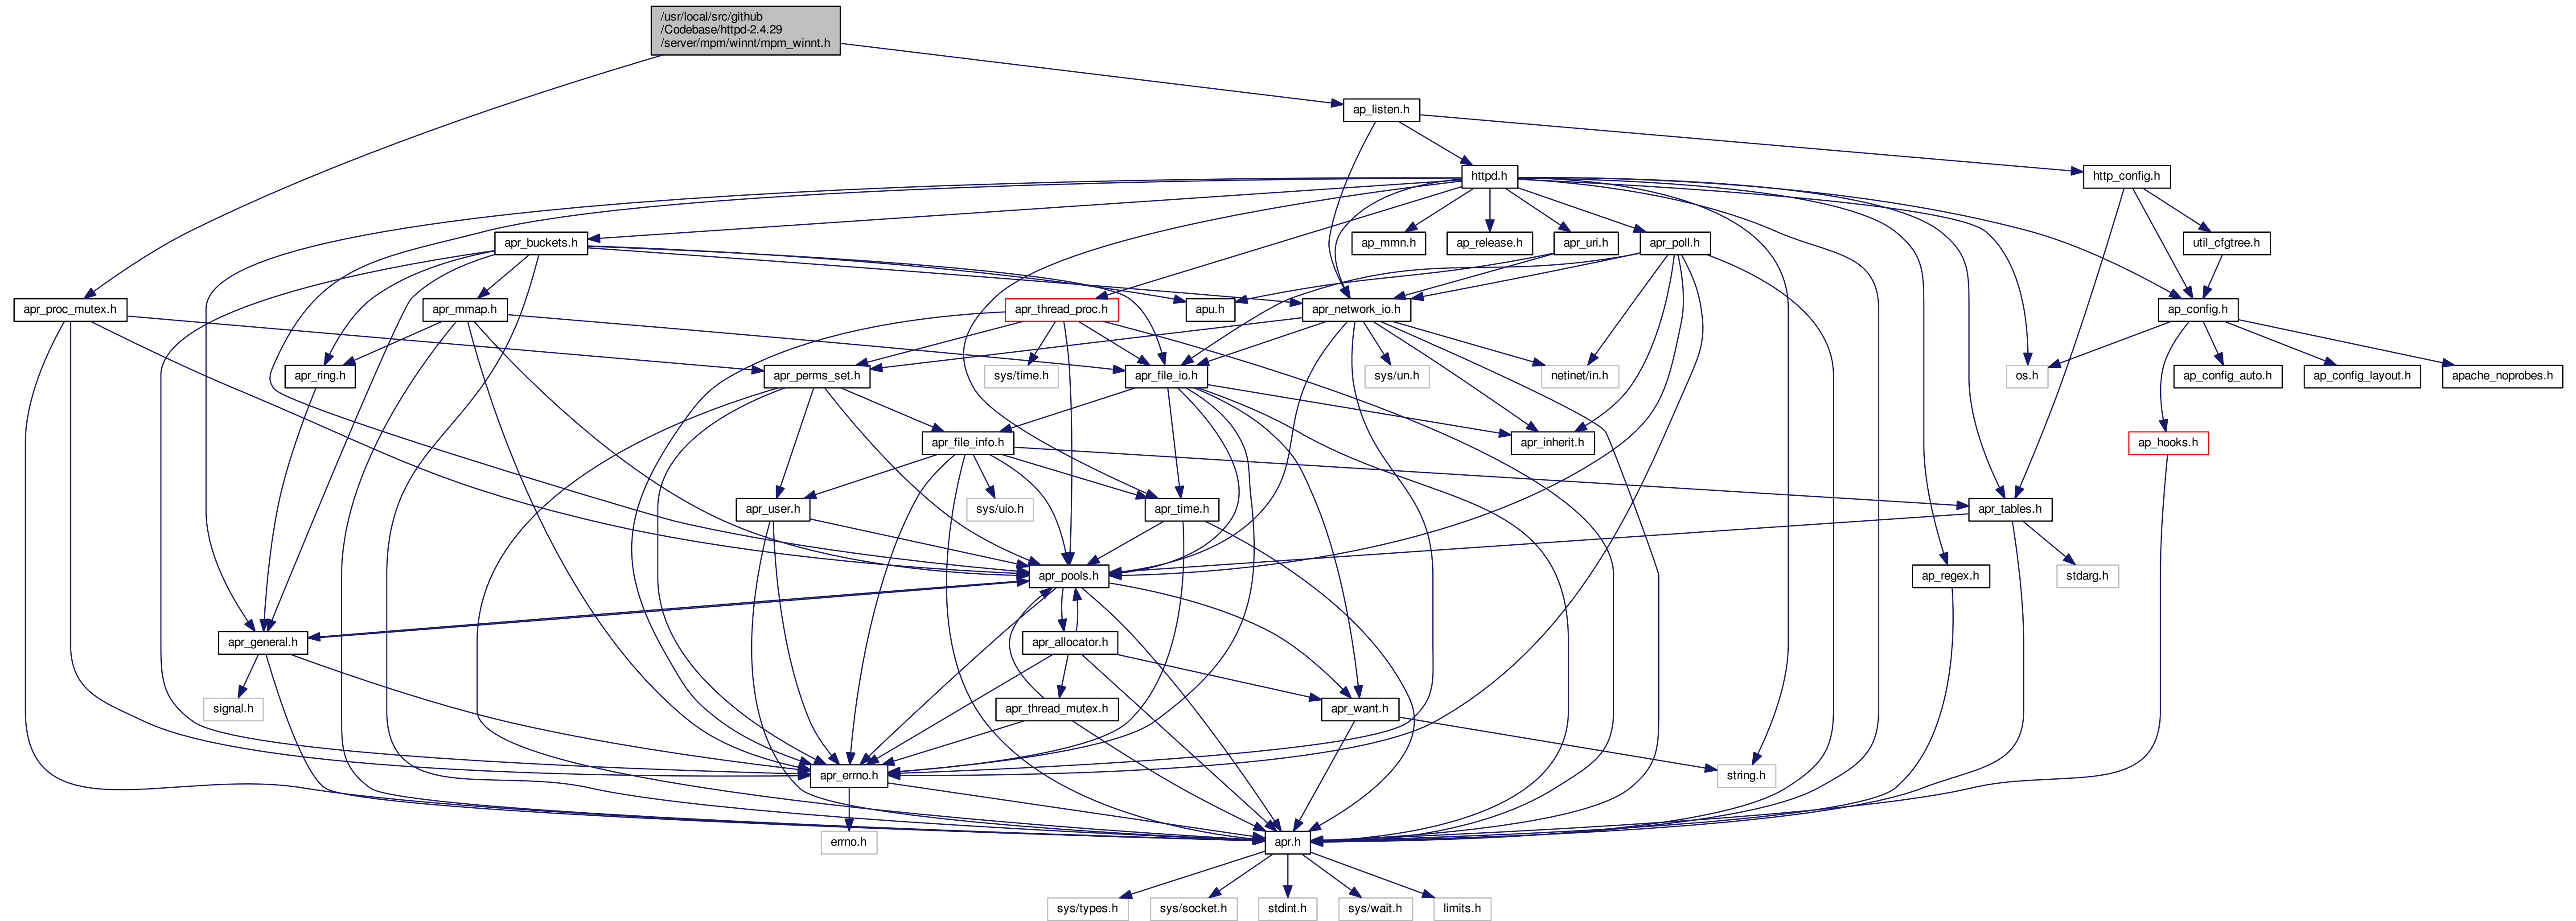 /usr/local/src/github
/Codebase/httpd-2.4.29
/server/mpm/winnt/mpm_winnt.h
ap_listen.h
httpd.h
http_config.h
apr_buckets.h
ap_mmn.h
ap_release.h
apr_uri.h
apr_poll.h
util_cfgtree.h
apr_proc_mutex.h
apr_mmap.h
apr_thread_proc.h
apu.h
apr_network_io.h
ap_config.h
apr_ring.h
apr_perms_set.h
sys/time.h
apr_file_io.h
sys/un.h
netinet/in.h
os.h
ap_config_auto.h
ap_config_layout.h
apache_noprobes.h
apr_file_info.h
apr_inherit.h
ap_hooks.h
apr_user.h
sys/uio.h
apr_time.h
apr_tables.h
apr_pools.h
ap_regex.h
stdarg.h
apr_general.h
apr_allocator.h
signal.h
apr_thread_mutex.h
apr_want.h
apr_errno.h
string.h
errno.h
apr.h
sys/types.h
sys/socket.h
stdint.h
sys/wait.h
limits.h